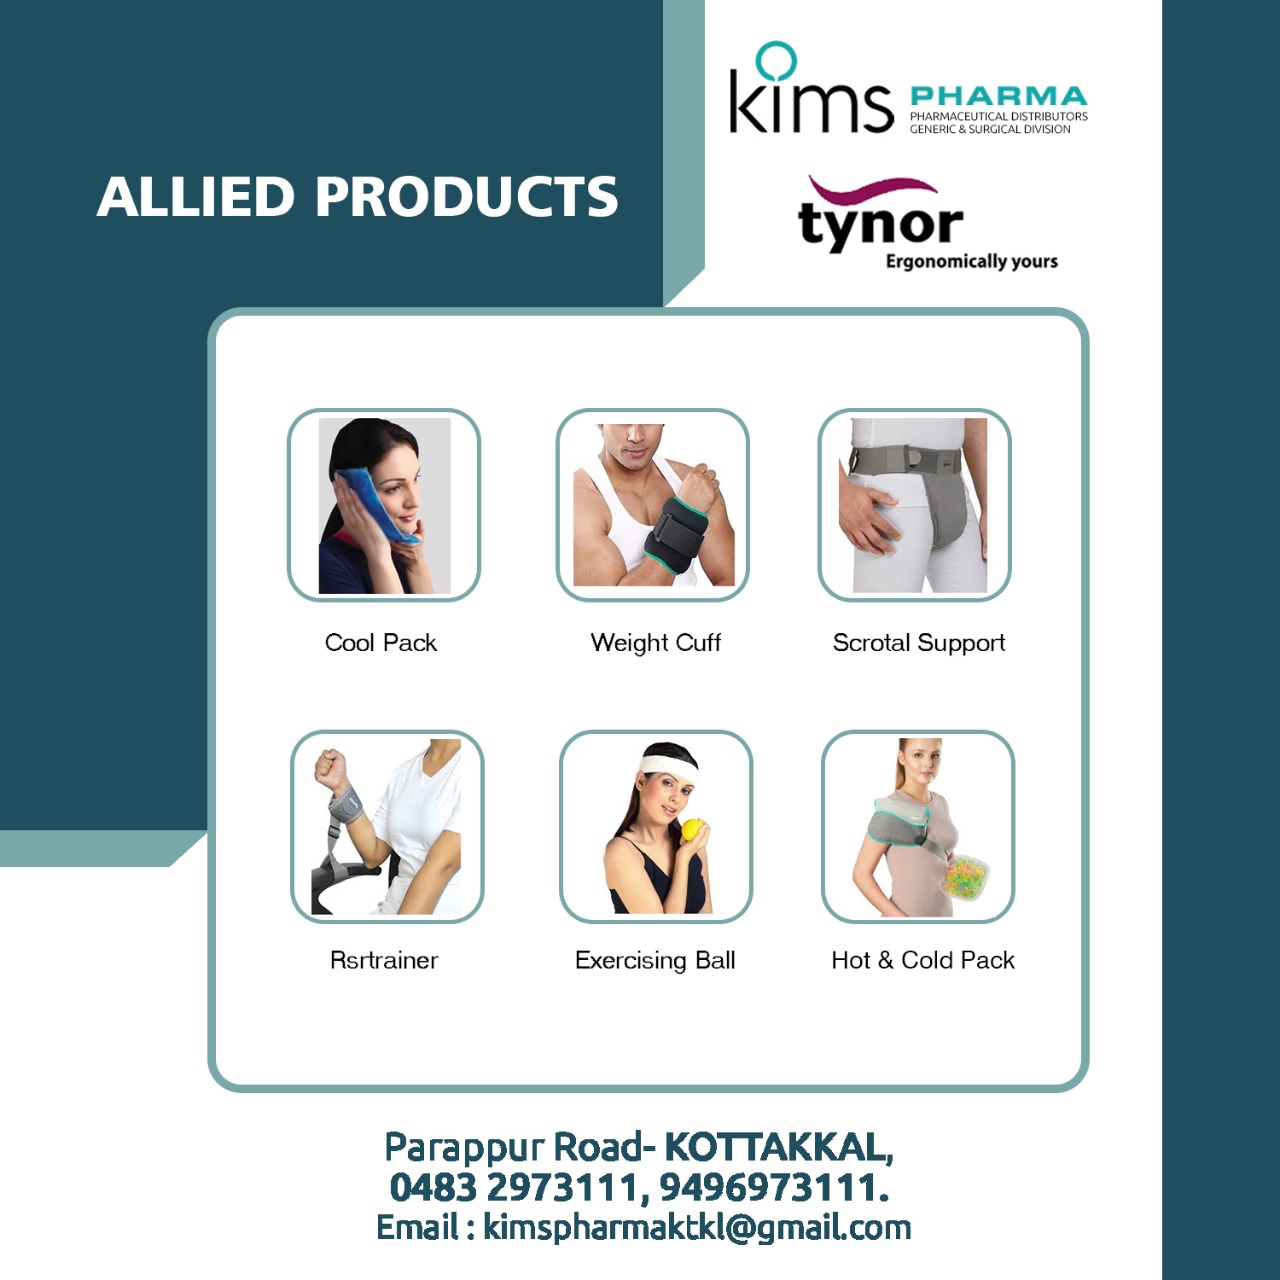 kims PHARMA
PHARMACEUTICAL DISTRIBUTORS
GENERIC & SURGICAL DIVISION
ALLIED PRODUCTS
tynor
Ergonomically yours
Cool Pack
Weight Cuff
Scrotal Support
Rsrtrainer
Exercising Ball
Hot & Cold Pack
Parappur Road- KOTTAKKAL,
0483 2973111, 9496973111.
Email : kimspharmaktkl@gmail.com